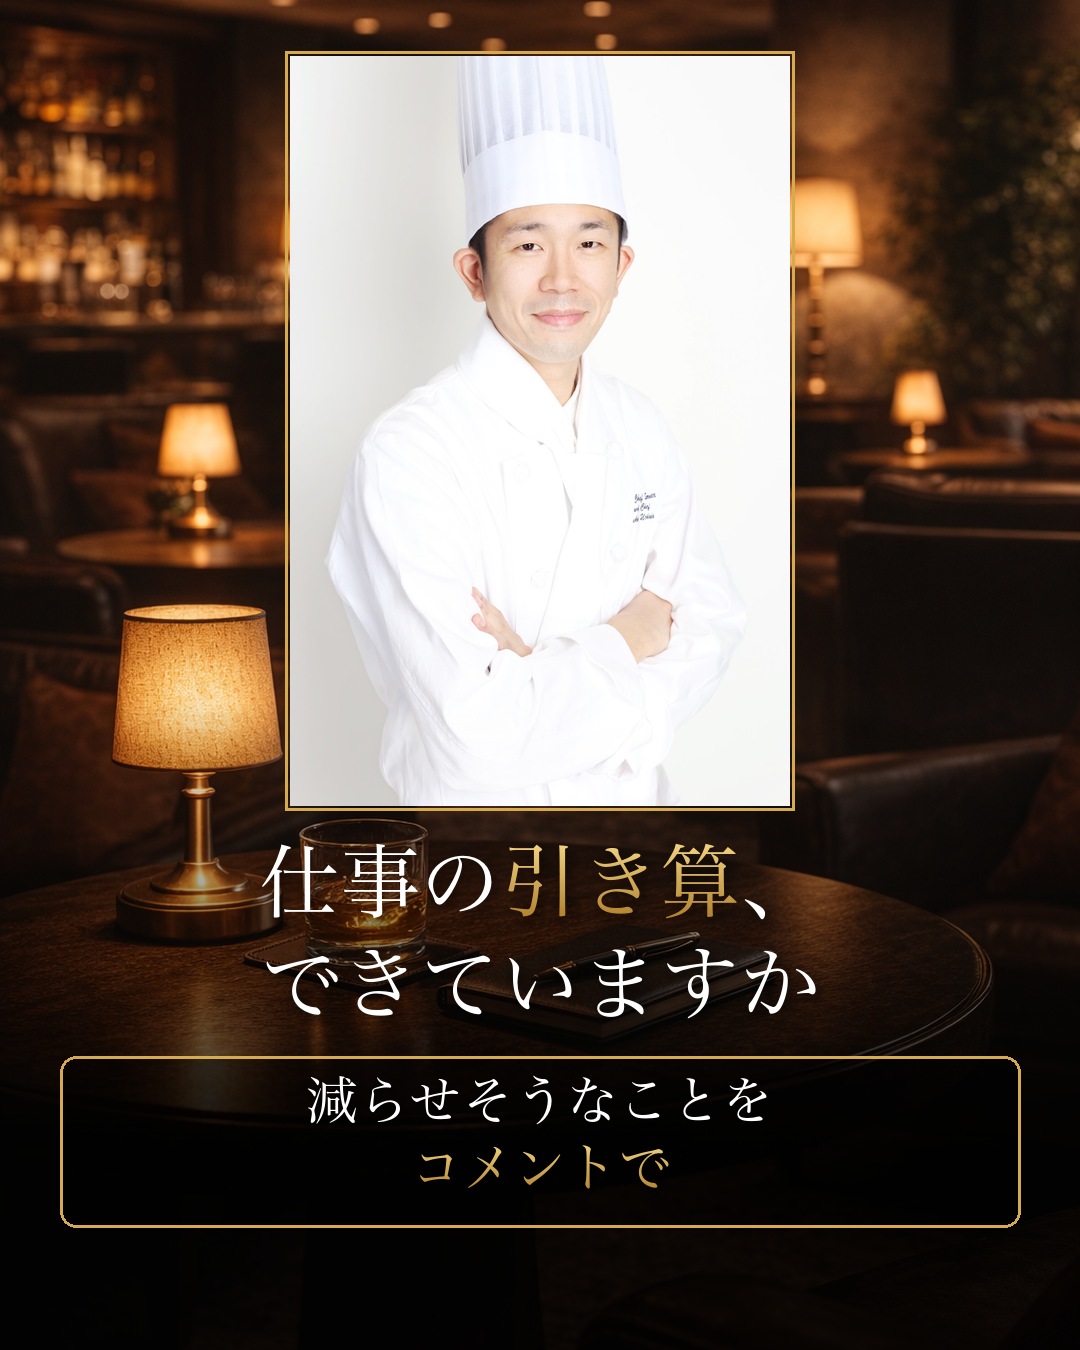 仕事の引き算、
できていますか
減らせそうなことを
コメントで